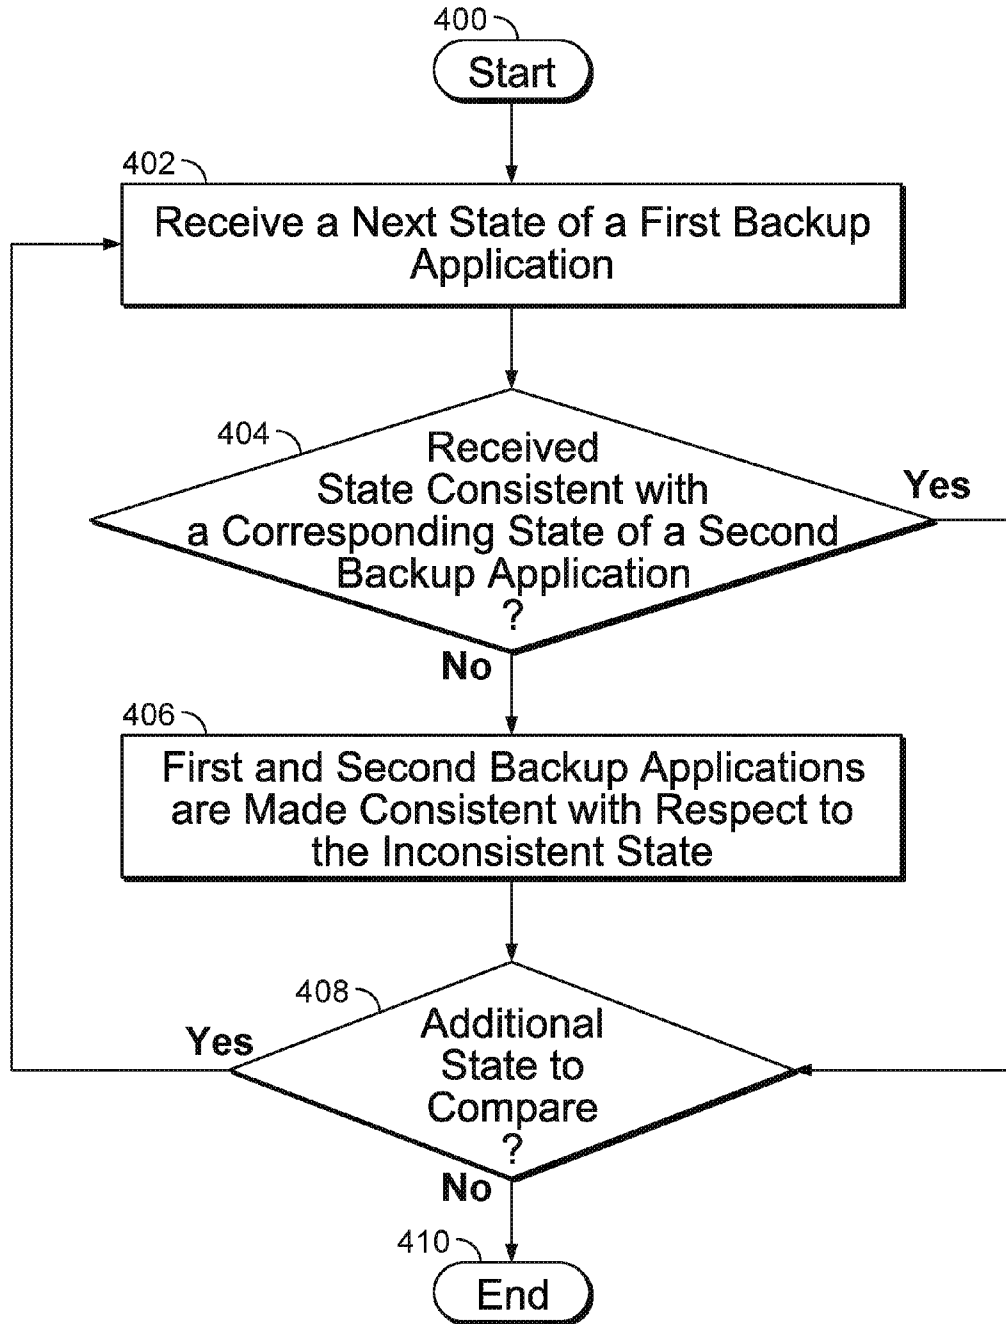 400
Start
402
Receive a Next State of a First Backup
Application
404
Received
State Consistent with
a Corresponding State of a Second
Backup Application
?
Yes
No
406
First and Second Backup Applications
are Made Consistent with Respect to
the Inconsistent State
408
Yes
Additional
State to
Compare
?
No
410
End